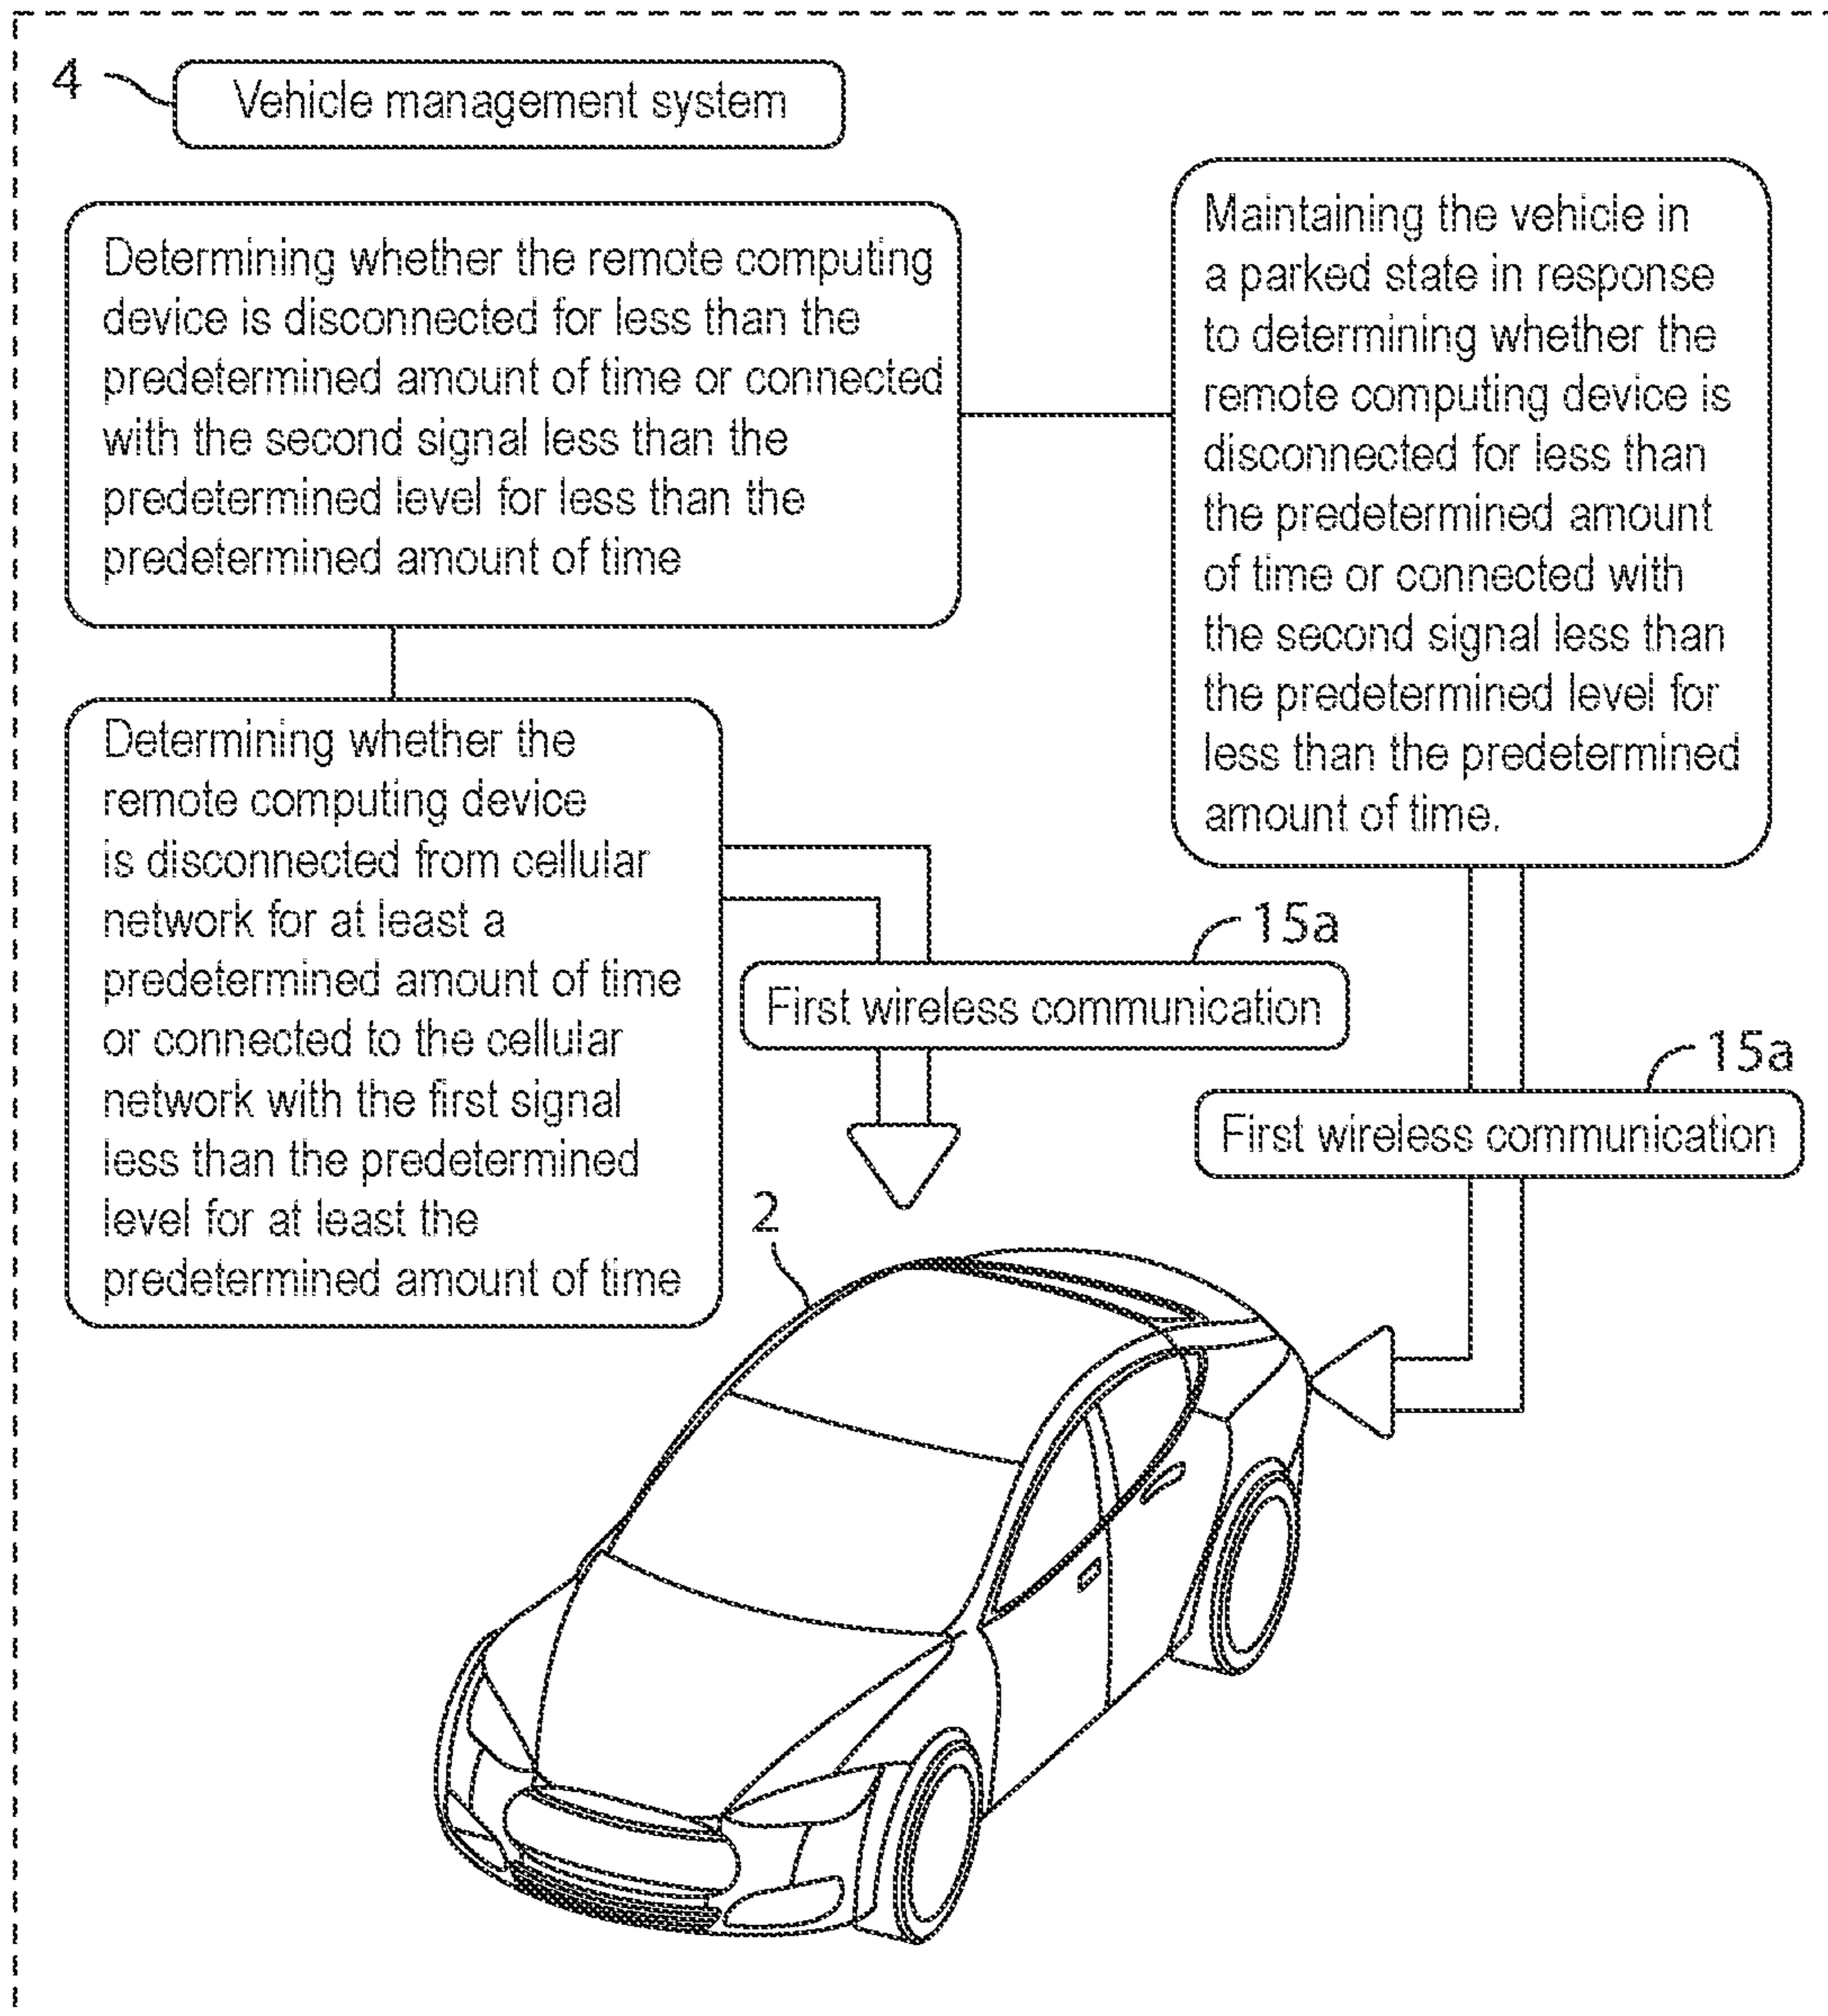 4
Vehicle management system
Determining whether the remote computing
device is disconnected for less than the
predetermined amount of time or connected
with the second signal less than the
predetermined level for less than the
predetermined amount of time
Maintaining the vehicle in
a parked state in response
to determining whether the
remote computing device is
disconnected for less than
the predetermined amount
of time or connected with
the second signal less than
the predetermined level for
less than the predetermined
amount of time.
Determining whether the
remote computing device
is disconnected from cellular
network for at least a
predetermined amount of time
or connected to the cellular
network with the first signal
less than the predetermined
level for at least the
predetermined amount of time
15a
First wireless communication
15a
First wireless communication
2